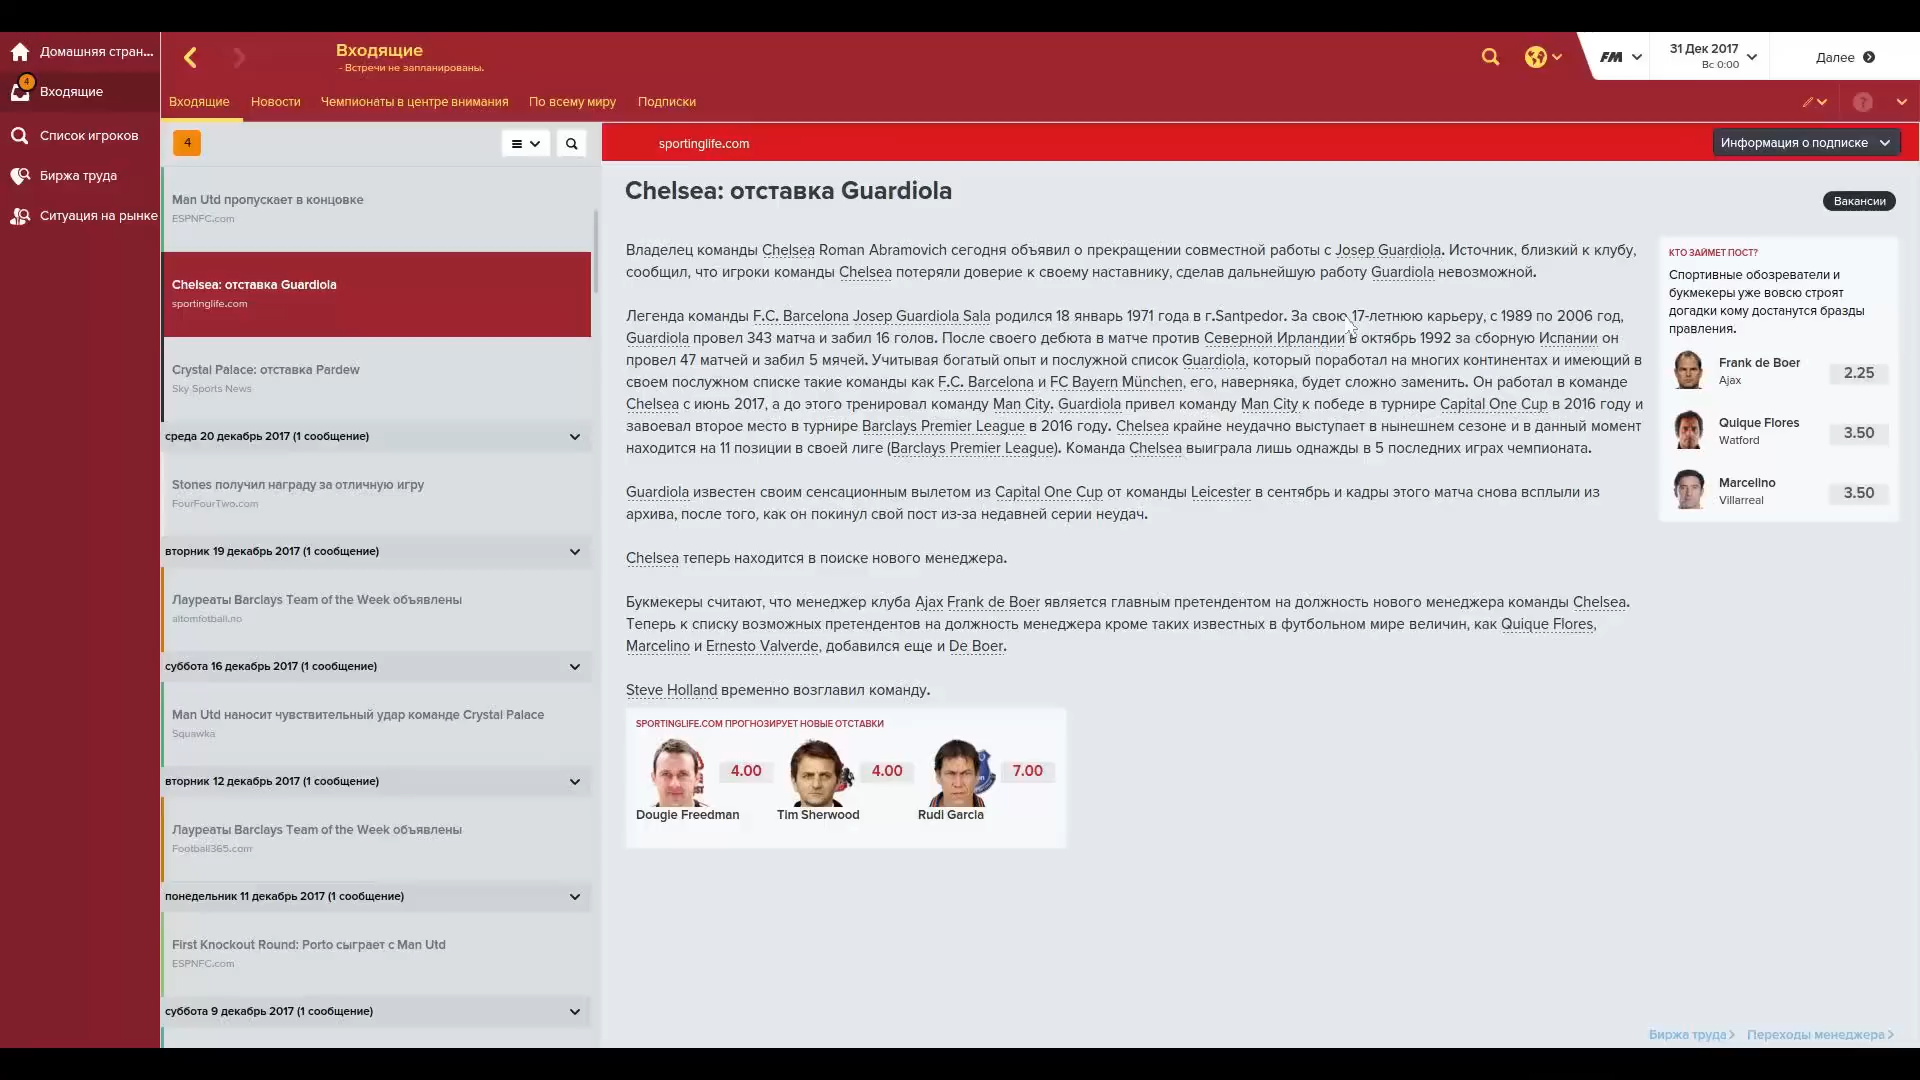 Домашняя стран...
4
Входящие
Список игроков
Биржа труда
Ситуация на рынке
Входящие
- Встречи не запланированы.
FM
31 Дек 2017
Вс 0:00
Далее
Входящие
Новости
Чемпионаты в центре внимания
По всему миру
Подписки
?
4
Man Utd пропускает в концовке
ESPNFC.com
Chelsea: отставка Guardiola
sportinglife.com
Crystal Palace: отставка Pardew
Sky Sports News
среда 20 декабрь 2017 (1 сообщение)
Stones получил награду за отличную игру
FourFourTwo.com
вторник 19 декабрь 2017 (1 сообщение)
Лауреаты Barclays Team of the Week объявлены
altomfotball.no
суббота 16 декабрь 2017 (1 сообщение)
Man Utd наносит чувствительный удар команде Crystal Palace
Squawka
вторник 12 декабрь 2017 (1 сообщение)
Лауреаты Barclays Team of the Week объявлены
Football365.com
понедельник 11 декабрь 2017 (1 сообщение)
First Knockout Round: Porto сыграет с Man Utd
ESPNFC.com
суббота 9 декабрь 2017 (1 сообщение)
sportinglife.com
Информация о подписке
Chelsea: отставка Guardiola
Вакансии
Владелец команды Chelsea Roman Abramovich сегодня объявил о прекращении совместной работы с Josep Guardiola. Источник, близкий к клубу,
сообщил, что игроки команды Chelsea потеряли доверие к своему наставнику, сделав дальнейшую работу Guardiola невозможной.
Легенда команды F.C. Barcelona Josep Guardiola Sala родился 18 январь 1971 года в г.Santpedor. За свою 17-летнюю карьеру, с 1989 по 2006 год,
Guardiola провел 343 матча и забил 16 голов. После своего дебюта в матче против Северной Ирландии в октябрь 1992 за сборную Испании он
провел 47 матчей и забил 5 мячей. Учитывая богатый опыт и послужной список Guardiola, который поработал на многих континентах и имеющий в
своем послужном списке такие команды как F.C. Barcelona и FC Bayern München, его, наверняка, будет сложно заменить. Он работал в команде
Chelsea с июнь 2017, а до этого тренировал команду Man City. Guardiola привел команду Man City к победе в турнире Capital One Cup в 2016 году и
завоевал второе место в турнире Barclays Premier League в 2016 году. Chelsea крайне неудачно выступает в нынешнем сезоне и в данный момент
находится на 11 позиции в своей лиге (Barclays Premier League). Команда Chelsea выиграла лишь однажды в 5 последних играх чемпионата.
Guardiola известен своим сенсационным вылетом из Capital One Cup от команды Leicester в сентябрь и кадры этого матча снова всплыли из
архива, после того, как он покинул свой пост из-за недавней серии неудач.
Chelsea теперь находится в поиске нового менеджера.
Букмекеры считают, что менеджер клуба Ajax Frank de Boer является главным претендентом на должность нового менеджера команды Chelsea.
Теперь к списку возможных претендентов на должность менеджера кроме таких известных в футбольном мире величин, как Quique Flores,
Marcelino и Ernesto Valverde, добавился еще и De Boer.
Steve Holland временно возглавил команду.
SPORTINGLIFE.COM ПРОГНОЗИРУЕТ НОВЫЕ ОТСТАВКИ
4.00
4.00
7.00
Dougie Freedman
Tim Sherwood
Rudi Garcia
КТО ЗАЙМЕТ ПОСТ?
Спортивные обозреватели и
букмекеры уже вовсю строят
догадки кому достанутся бразды
правления.
Frank de Boer
Ajax
2.25
Quique Flores
Watford
3.50
Marcelino
Villarreal
3.50
Биржа труда
Переходы менеджера